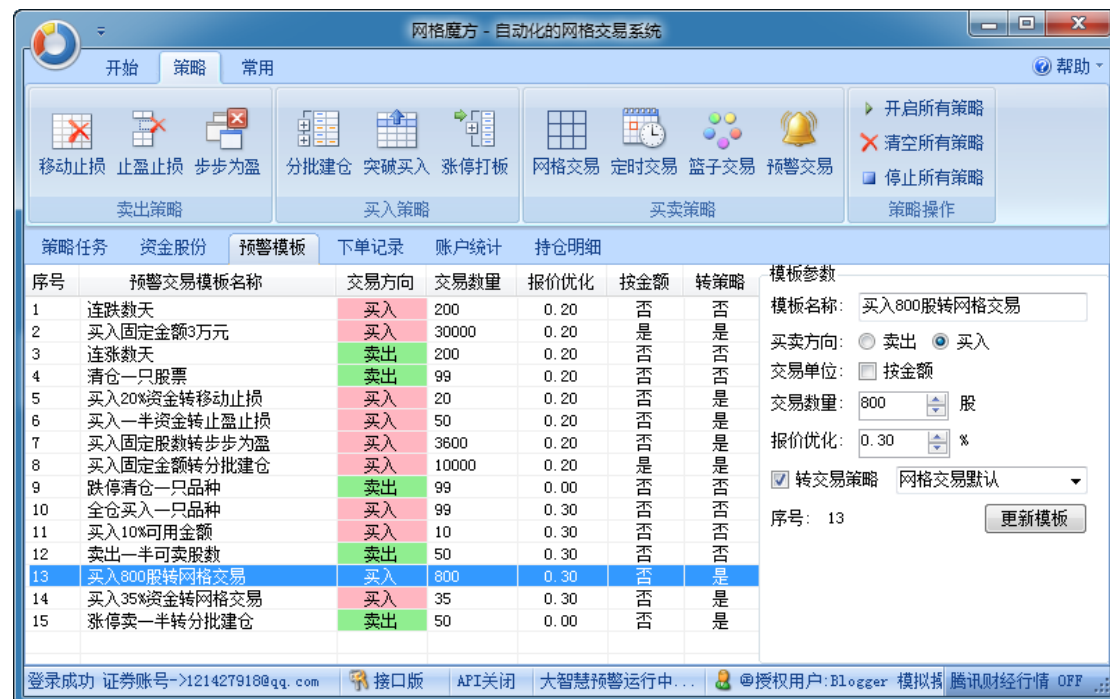 网格魔方 - 自动化的网格交易系统
开始 策略 常用 帮助
移动止损 止盈止损 步步为盈 分批建仓 突破买入 涨停打板 网格交易 定时交易 篮子交易 预警交易
开启所有策略
清空所有策略
停止所有策略
卖出策略 买入策略 买卖策略 策略操作
策略任务 资金股份 预警模板 下单记录 账户统计 持仓明细
序号 预警交易模板名称 交易方向 交易数量 报价优化 按金额 转策略
1 连跌数天 买入 200 0.20 否 否
2 买入固定金额3万元 买入 30000 0.20 是 是
3 连涨数天 卖出 200 0.20 否 否
4 清仓一只股票 卖出 99 0.20 否 否
5 买入20%资金转移动止损 买入 20 0.20 否 是
6 买入一半资金转止盈止损 买入 50 0.20 否 是
7 买入固定股数转步步为盈 买入 3600 0.20 否 是
8 买入固定金额转分批建仓 买入 10000 0.20 是 是
9 跌停清仓一只品种 卖出 99 0.00 否 否
10 全仓买入一只品种 买入 99 0.30 否 否
11 买入10%可用金额 买入 10 0.30 否 否
12 卖出一半可卖股数 卖出 50 0.30 否 否
13 买入800股转网格交易 买入 800 0.30 否 是
14 买入35%资金转网格交易 买入 35 0.30 否 是
15 涨停卖一半转分批建仓 卖出 50 0.00 否 是
模板参数
模板名称: 买入800股转网格交易
买卖方向: 卖出 买入
交易单位: 按金额
交易数量: 800 股
报价优化: 0.30 %
转交易策略 网格交易默认
序号: 13 更新模板
登录成功 证券账号->121427918@qq.com 接口版 API关闭 大智慧预警运行中... @授权用户:Blogger 模拟 腾讯财经行情 OFF